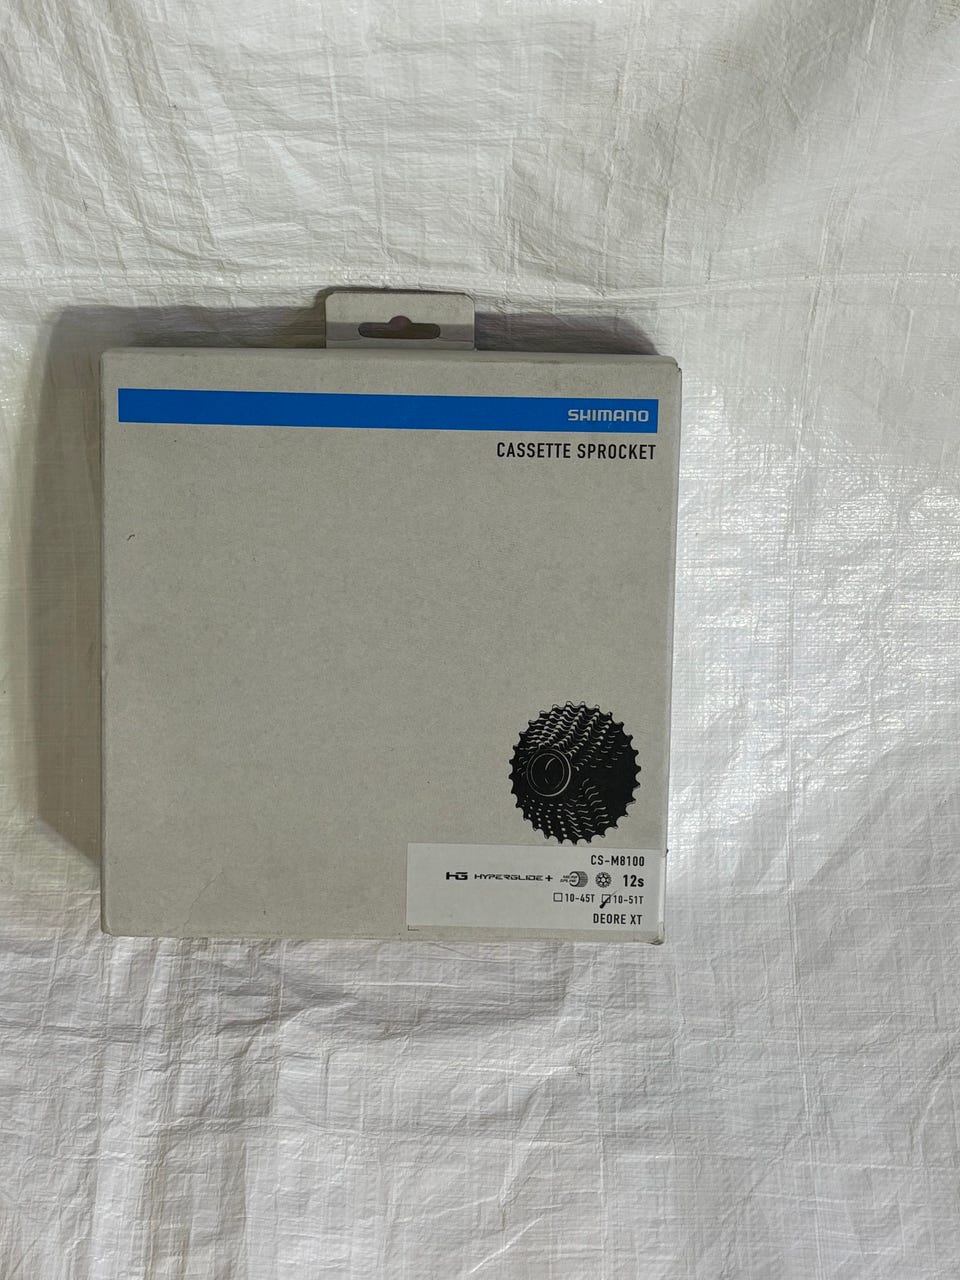 SHIMANO
CASSETTE SPROCKET
CS-M8100
HG HYPERGLIDE+ 12s
10-45T 10-51T
DEORE XT